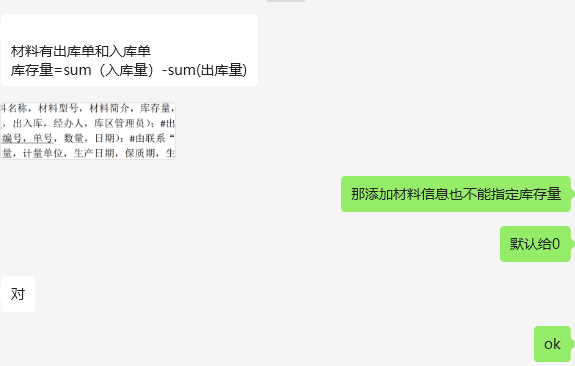 材料有出库单和入库单
库存量=sum（入库量）-sum(出库量)
名称，材料型号，材料简介，库存量，
，出入库，经办人，库区管理员）；#出
编号，单号，数量，日期）；#由联系“
量，计量单位，生产日期，保质期，生
那添加材料信息也不能指定库存量
默认给0
对
ok